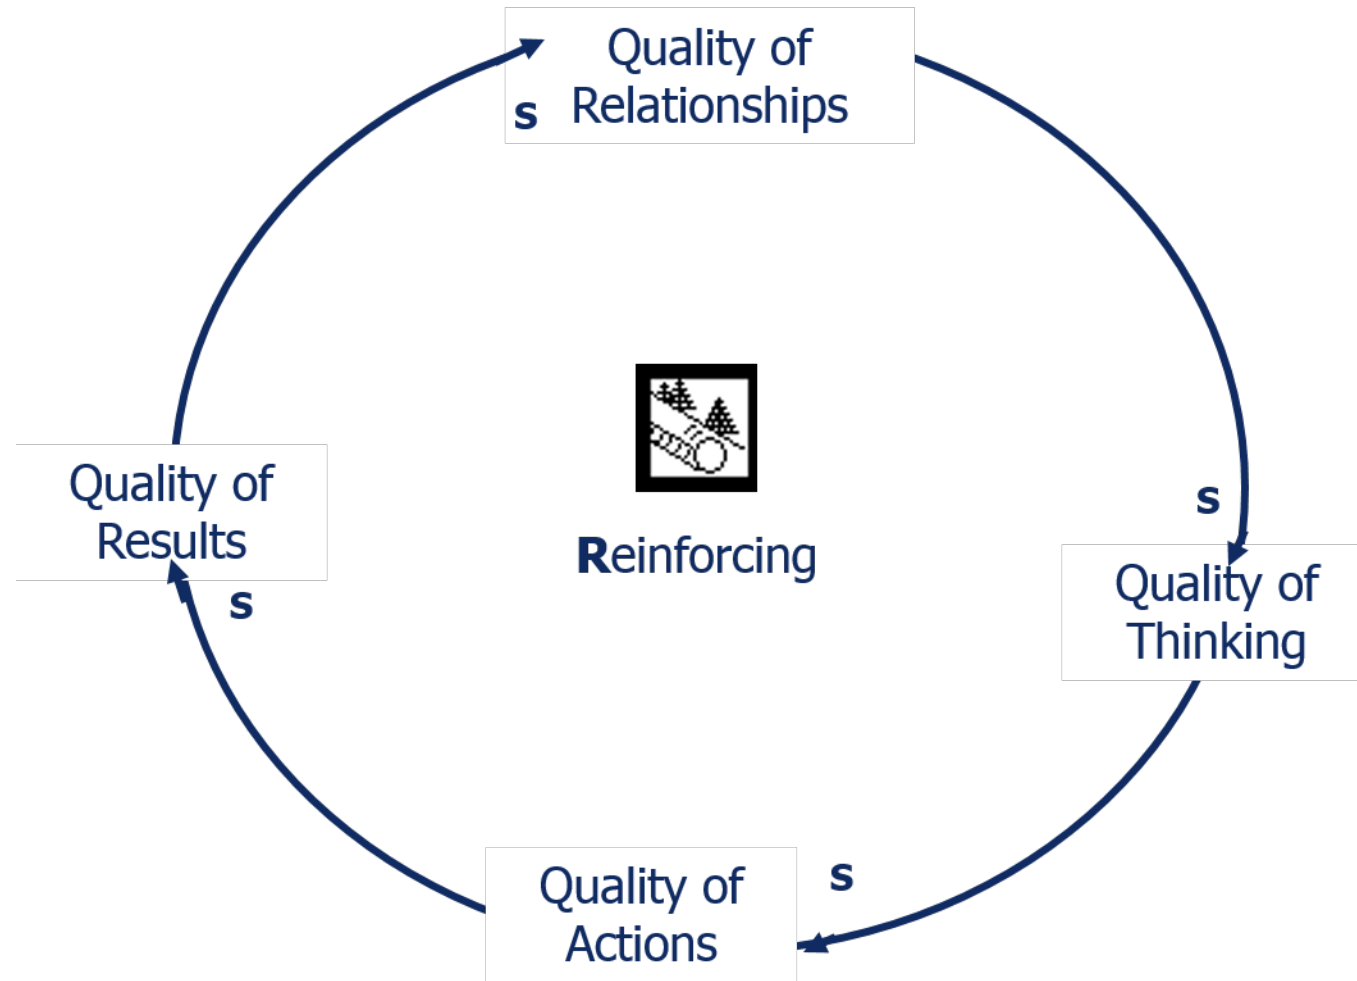 Quality of
Relationships
s
s
Quality of
Thinking
s
Quality of
Actions
s
Quality of
Results
Reinforcing